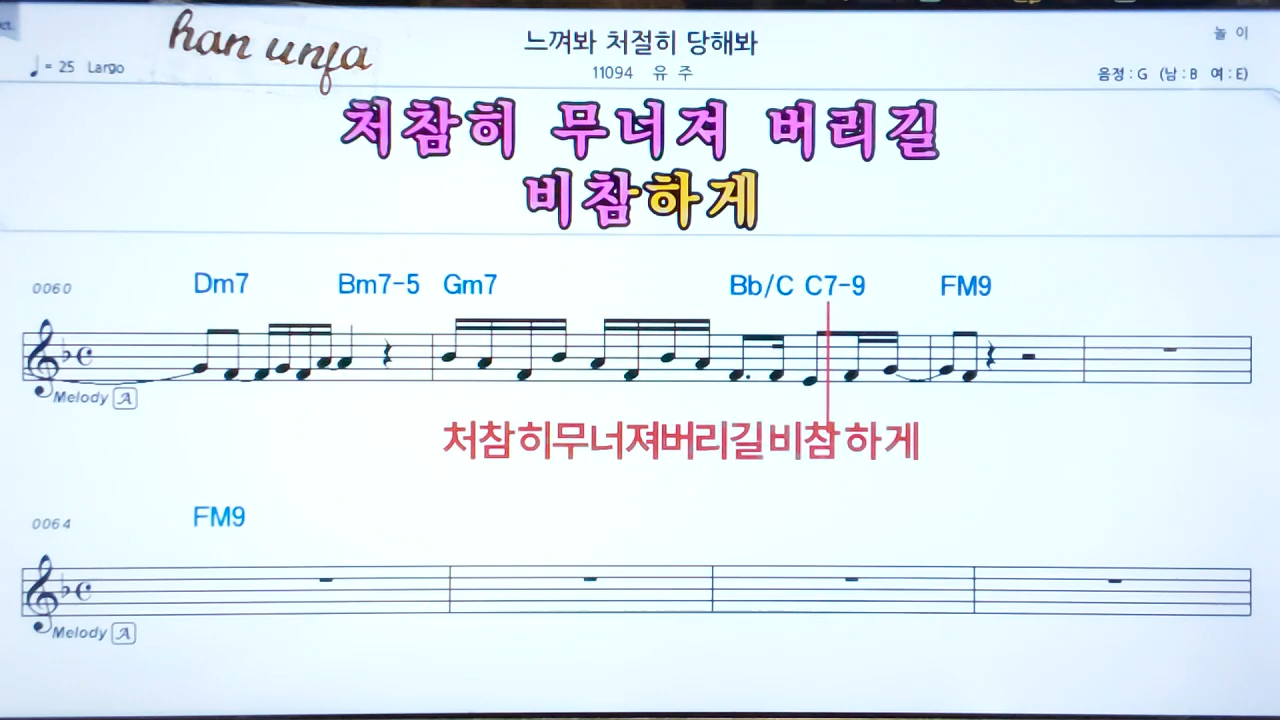 han unfa
느껴봐 처절히 당해봐
놀 이
♩= 25 Largo
11094 유 주
음정 : G (남 : B 여 : E)
처참히 무너져 버리길
비참하게
0060
Dm7 Bm7-5 Gm7 Bb/C C7-9 FM9
Melody A
처참히무너져버리길비참하게
0064
FM9
Melody A